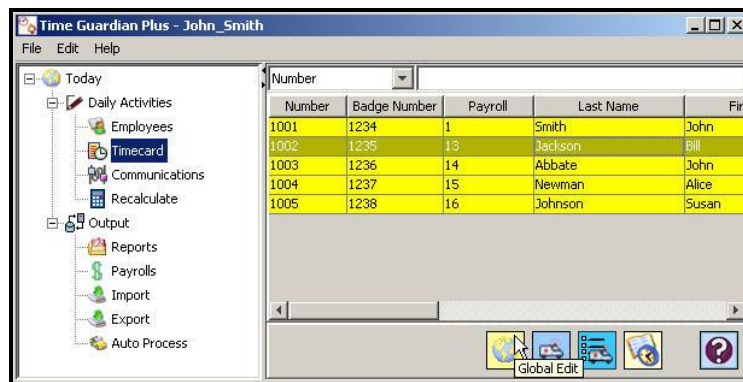 Time Guardian Plus - John_Smith
File Edit Help
Today
Daily Activities
Employees
Timecard
Communications
Recalculate
Output
Reports
Payrolls
Import
Export
Auto Process
Number
Number Badge Number Payroll Last Name Fir
1001 1234 1 Smith John
1002 1235 13 Jackson Bill
1003 1236 14 Abbate John
1004 1237 15 Newman Alice
1005 1238 16 Johnson Susan
Global Edit